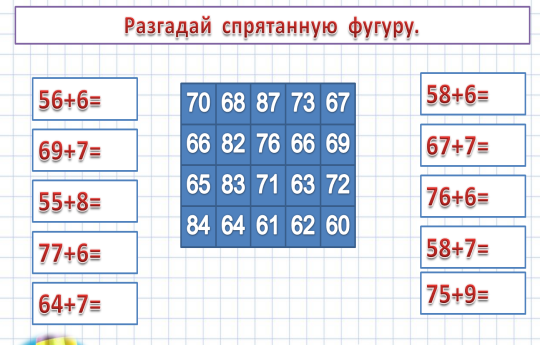 Разгадай спрятанную фугуру.
56+6=
69+7=
55+8=
77+6=
64+7=
70 68 87 73 67
66 82 76 66 69
65 83 71 63 72
84 64 61 62 60
58+6=
67+7=
76+6=
58+7=
75+9=